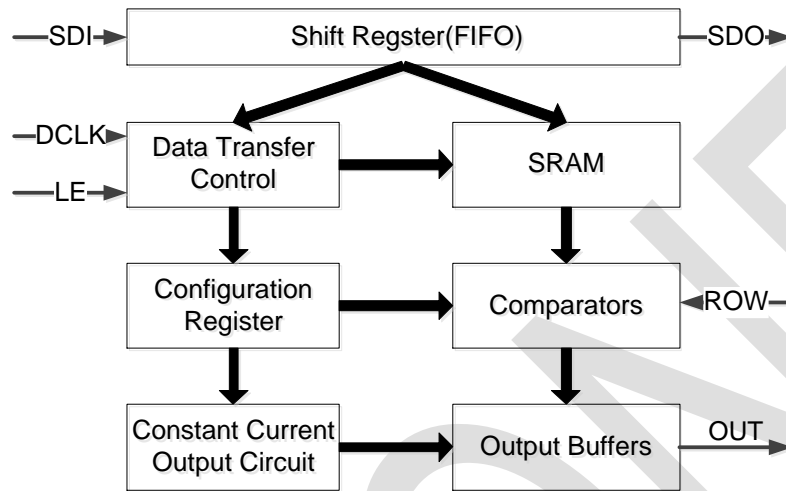 SDI
Shift Regster(FIFO)
SDO
DCLK
LE
Data Transfer
Control
SRAM
Configuration
Register
Comparators
ROW
Constant Current
Output Circuit
Output Buffers
OUT